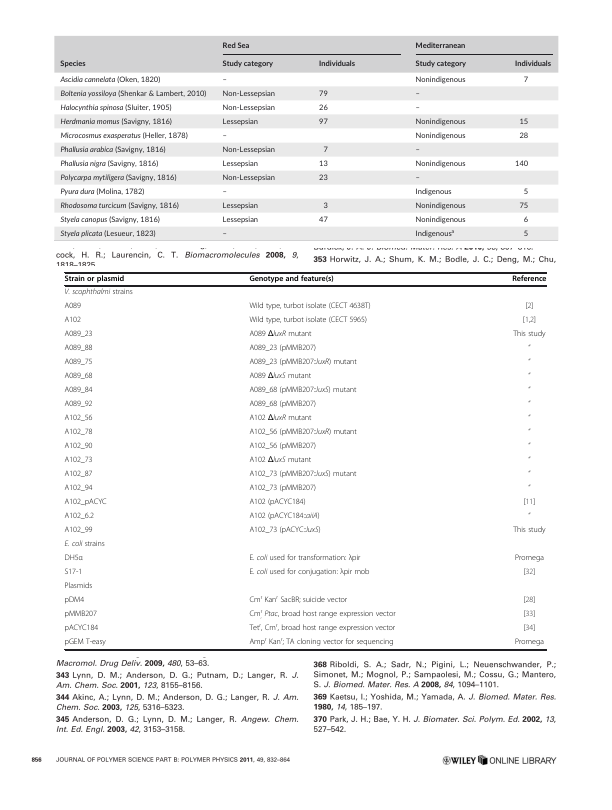 Red Sea Mediterranean
Species Study category Individuals Study category Individuals
Ascidia cannelata (Oken, 1820) – Nonindigenous 7
Boltenia yossiloya (Shenkar & Lambert, 2010) Non-Lessepsian 79 –
Halocynthia spinosa (Sluiter, 1905) Non-Lessepsian 26 –
Herdmania momus (Savigny, 1816) Lessepsian 97 Nonindigenous 15
Microcosmus exasperatus (Heller, 1878) – Nonindigenous 28
Phallusia arabica (Savigny, 1816) Non-Lessepsian 7 –
Phallusia nigra (Savigny, 1816) Lessepsian 13 Nonindigenous 140
Polycarpa mytiligera (Savigny, 1816) Non-Lessepsian 23 –
Pyura dura (Molina, 1782) – Indigenous 5
Rhodosoma turcicum (Savigny, 1816) Lessepsian 3 Nonindigenous 75
Styela canopus (Savigny, 1816) Lessepsian 47 Nonindigenous 6
Styela plicata (Lesueur, 1823) – Indigenousª 5
cock, H. R.; Laurencin, C. T. Biomacromolecules 2008, 9,
1818–1825.
353 Horwitz, J. A.; Shum, K. M.; Bodle, J. C.; Deng, M.; Chu,
Strain or plasmid Genotype and feature(s) Reference
V. scophthalmi strains
A089 Wild type, turbot isolate (CECT 4638T) [2]
A102 Wild type, turbot isolate (CECT 5965) [1,2]
A089_23 A089 ΔluxR mutant This study
A089_88 A089_23 (pMMB207) "
A089_75 A089_23 (pMMB207::luxR) mutant "
A089_68 A089 ΔluxS mutant "
A089_84 A089_68 (pMMB207::luxS) mutant "
A089_92 A089_68 (pMMB207) "
A102_56 A102 ΔluxR mutant "
A102_78 A102_56 (pMMB207::luxR) mutant "
A102_90 A102_56 (pMMB207) "
A102_73 A102 ΔluxS mutant "
A102_87 A102_73 (pMMB207::luxS) mutant "
A102_94 A102_73 (pMMB207) "
A102_pACYC A102 (pACYC184) [11]
A102_6.2 A102 (pACYC184::aiiA) "
A102_99 A102_73 (pACYC::luxS) This study
E. coli strains
DH5α E. coli used for transformation: λpir Promega
S17-1 E. coli used for conjugation: λpir mob [32]
Plasmids
pDM4 Cmʳ Kanʳ SacBR; suicide vector [28]
pMMB207 Cmʳ Ptac, broad host range expression vector [33]
pACYC184 Tetʳ, Cmʳ, broad host range expression vector [34]
pGEM T-easy Ampʳ Kanʳ; TA cloning vector for sequencing Promega
Macromol. Drug Deliv. 2009, 480, 53–63.
343 Lynn, D. M.; Anderson, D. G.; Putnam, D.; Langer, R. J.
Am. Chem. Soc. 2001, 123, 8155–8156.
344 Akinc, A.; Lynn, D. M.; Anderson, D. G.; Langer, R. J. Am.
Chem. Soc. 2003, 125, 5316–5323.
345 Anderson, D. G.; Lynn, D. M.; Langer, R. Angew. Chem.
Int. Ed. Engl. 2003, 42, 3153–3158.
368 Riboldi, S. A.; Sadr, N.; Pigini, L.; Neuenschwander, P.;
Simonet, M.; Mognol, P.; Sampaolesi, M.; Cossu, G.; Mantero,
S. J. Biomed. Mater. Res. A 2008, 84, 1094–1101.
369 Kaetsu, I.; Yoshida, M.; Yamada, A. J. Biomed. Mater. Res.
1980, 14, 185–197.
370 Park, J. H.; Bae, Y. H. J. Biomater. Sci. Polym. Ed. 2002, 13,
527–542.
856 JOURNAL OF POLYMER SCIENCE PART B: POLYMER PHYSICS 2011, 49, 832–864 WILEY ONLINE LIBRARY